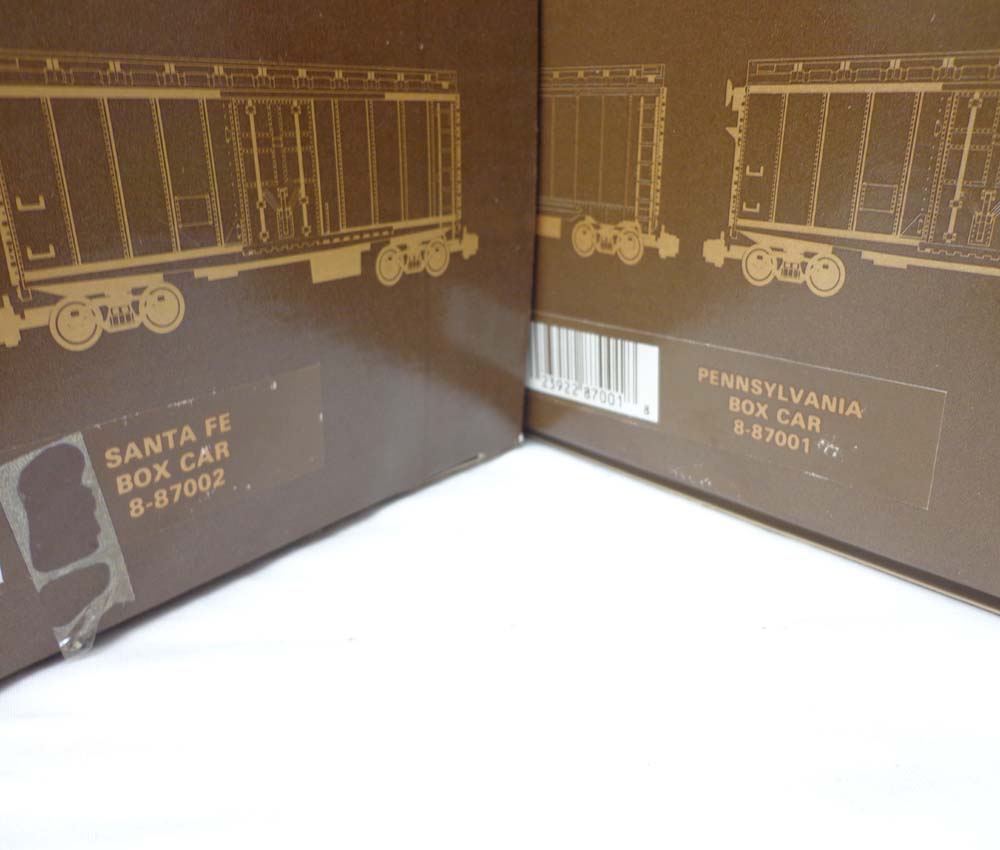 SANTA FE
BOX CAR
8-87002
23922 87001 8
PENNSYLVANIA
BOX CAR
8-87001